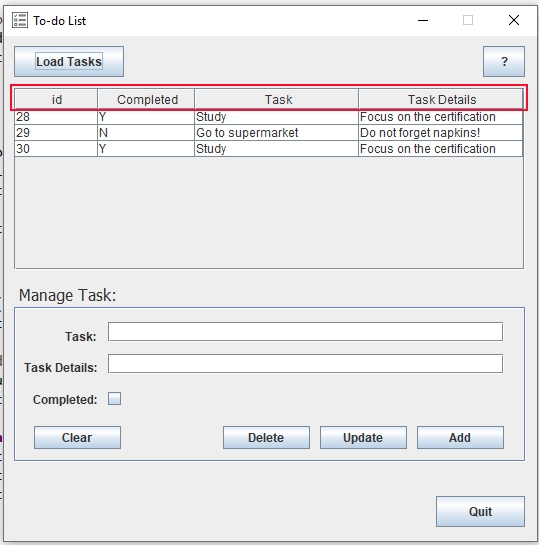 To-do List
Load Tasks
?
id Completed Task Task Details
28 Y Study Focus on the certification
29 N Go to supermarket Do not forget napkins!
30 Y Study Focus on the certification
Manage Task:
Task:
Task Details:
Completed:
Clear Delete Update Add
Quit